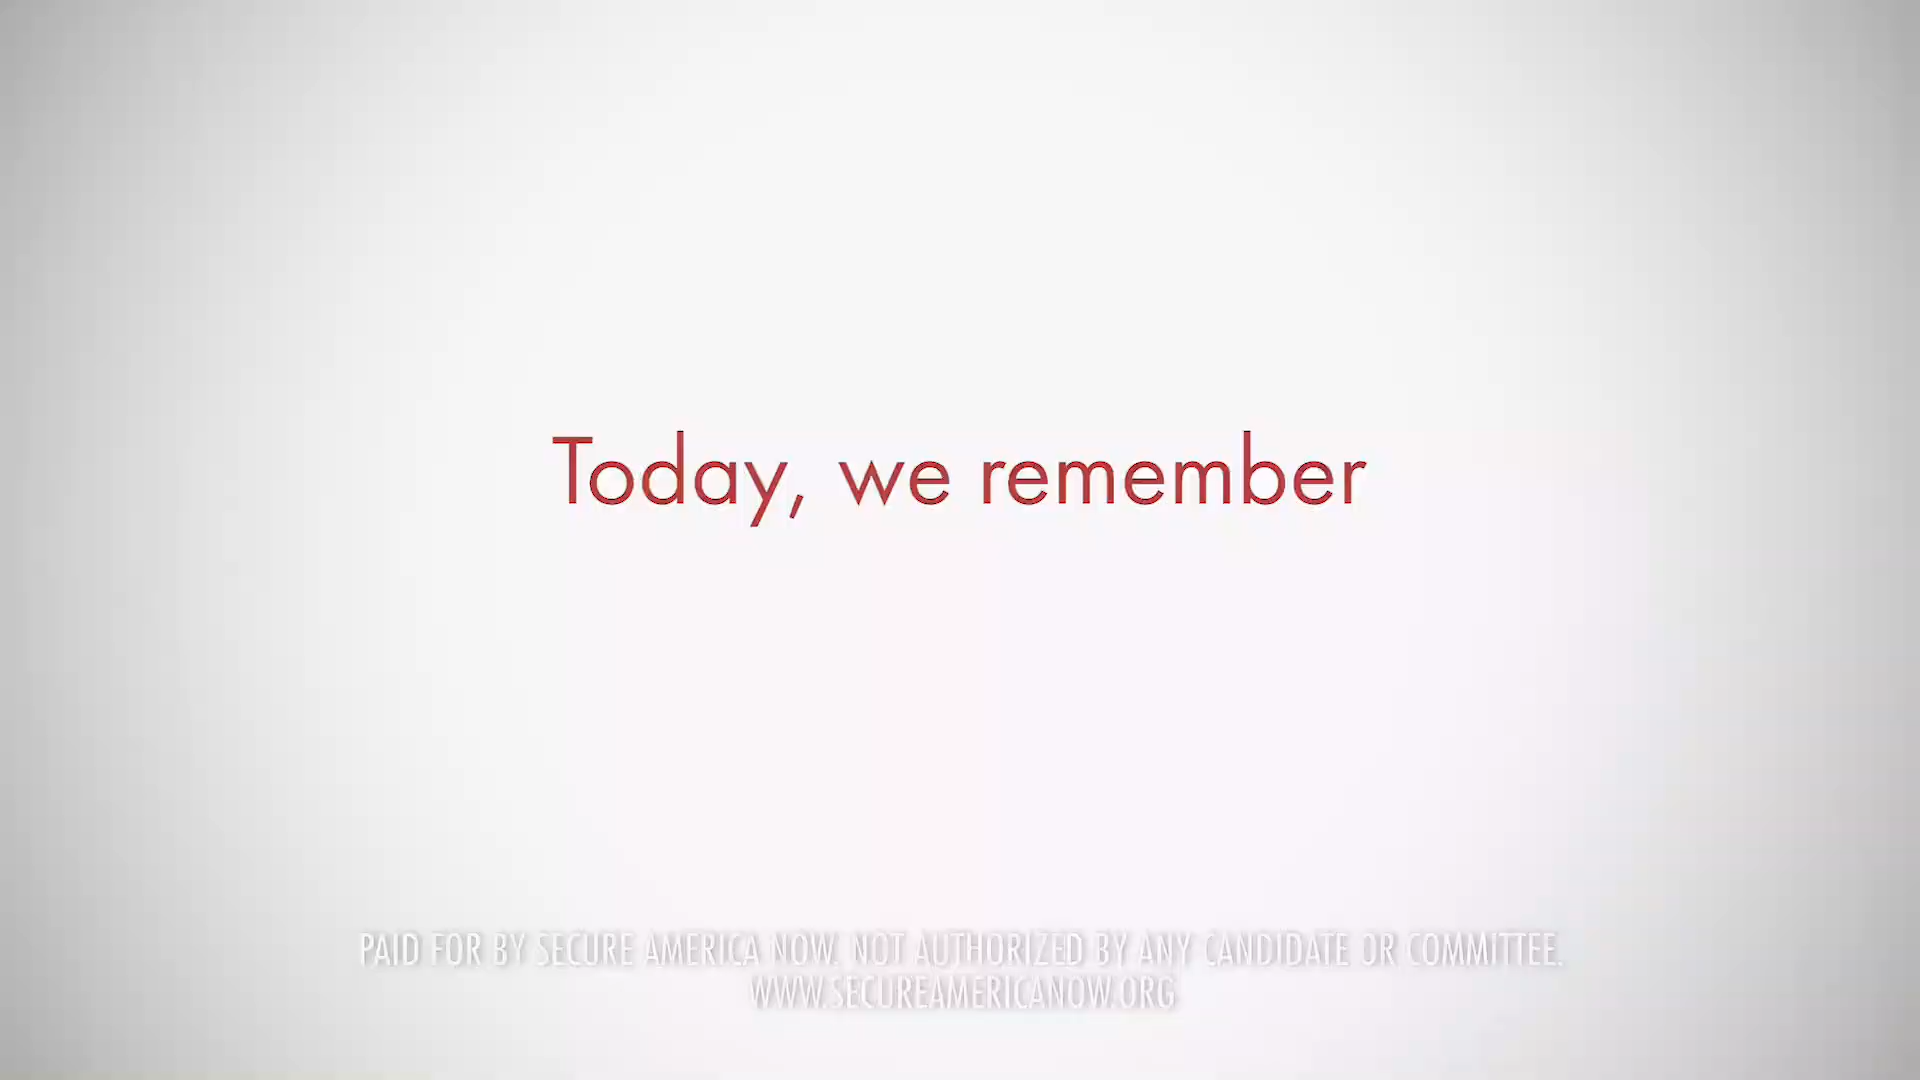 Today, we remember
PAID FOR BY SECURE AMERICA NOW. NOT AUTHORIZED BY ANY CANDIDATE OR COMMITTEE.
WWW.SECUREAMERICANOW.ORG